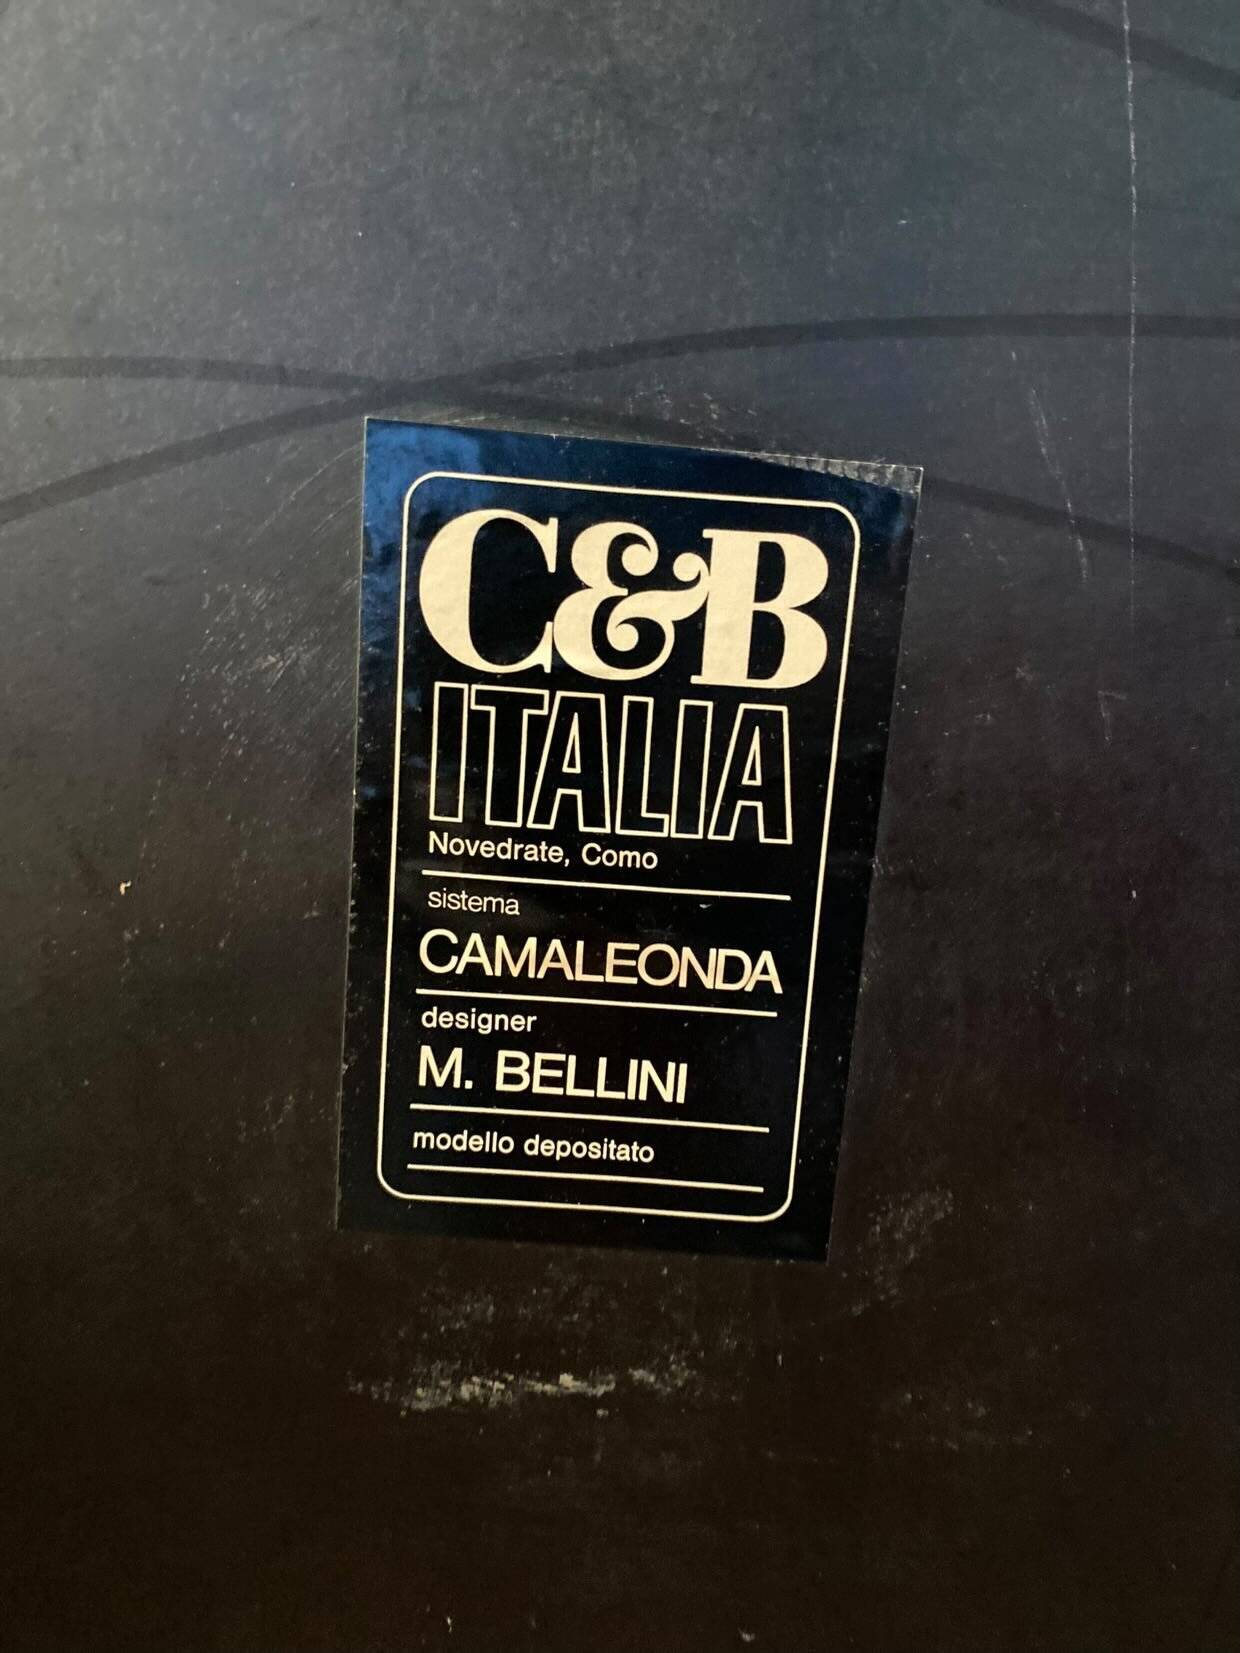 C&B
ITALIA
Novedrate, Como
sistema
CAMALEONDA
designer
M. BELLINI
modello depositato